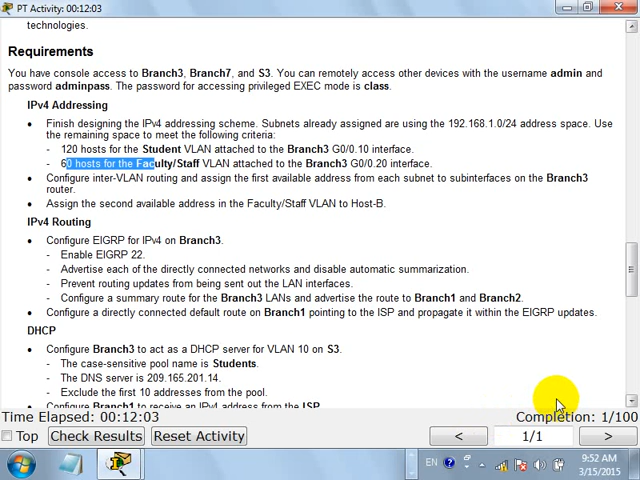 PT Activity: 00:12:03
technologies.
Requirements
You have console access to Branch3, Branch7, and S3. You can remotely access other devices with the username admin and
password adminpass. The password for accessing privileged EXEC mode is class.
IPv4 Addressing
• Finish designing the IPv4 addressing scheme. Subnets already assigned are using the 192.168.1.0/24 address space. Use
the remaining space to meet the following criteria:
- 120 hosts for the Student VLAN attached to the Branch3 G0/0.10 interface.
- 60 hosts for the Faculty/Staff VLAN attached to the Branch3 G0/0.20 interface.
• Configure inter-VLAN routing and assign the first available address from each subnet to subinterfaces on the Branch3
router.
• Assign the second available address in the Faculty/Staff VLAN to Host-B.
IPv4 Routing
• Configure EIGRP for IPv4 on Branch3.
- Enable EIGRP 22.
- Advertise each of the directly connected networks and disable automatic summarization.
- Prevent routing updates from being sent out the LAN interfaces.
- Configure a summary route for the Branch3 LANs and advertise the route to Branch1 and Branch2.
• Configure a directly connected default route on Branch1 pointing to the ISP and propagate it within the EIGRP updates.
DHCP
• Configure Branch3 to act as a DHCP server for VLAN 10 on S3.
- The case-sensitive pool name is Students.
- The DNS server is 209.165.201.14.
- Exclude the first 10 addresses from the pool.
• Configure Branch1 to receive an IPv4 address from the ISP.
Time Elapsed: 00:12:03 Completion: 1/100
Top Check Results Reset Activity < 1/1 >
EN 9:52 AM
3/15/2015